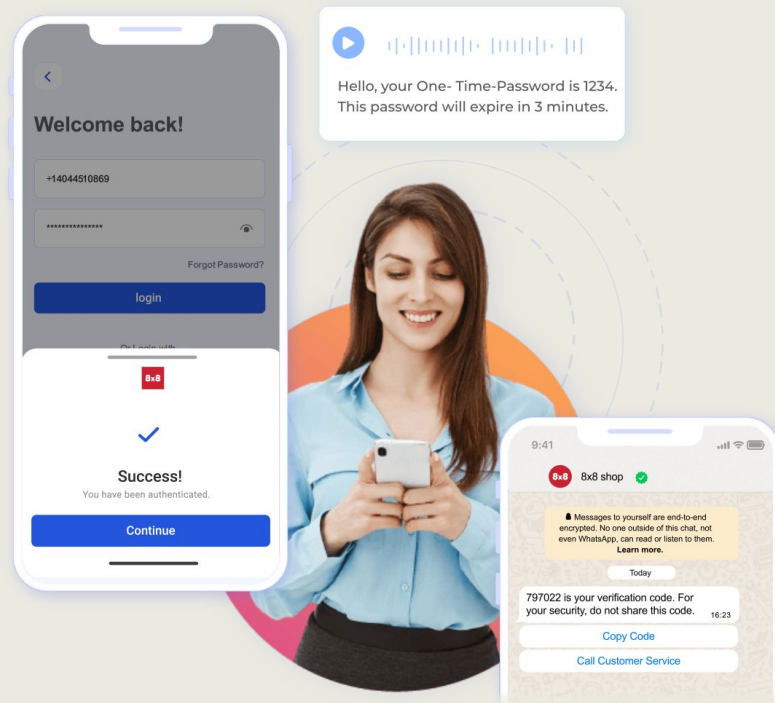 Welcome back!
+14044510869
***************
Forgot Password?
login
Or Login with
8x8
Success!
You have been authenticated.
Continue
Hello, your One- Time-Password is 1234.
This password will expire in 3 minutes.
9:41
8x8 8x8 shop
Messages to yourself are end-to-end
encrypted. No one outside of this chat, not
even WhatsApp, can read or listen to them.
Learn more.
Today
797022 is your verification code. For
your security, do not share this code. 16:23
Copy Code
Call Customer Service